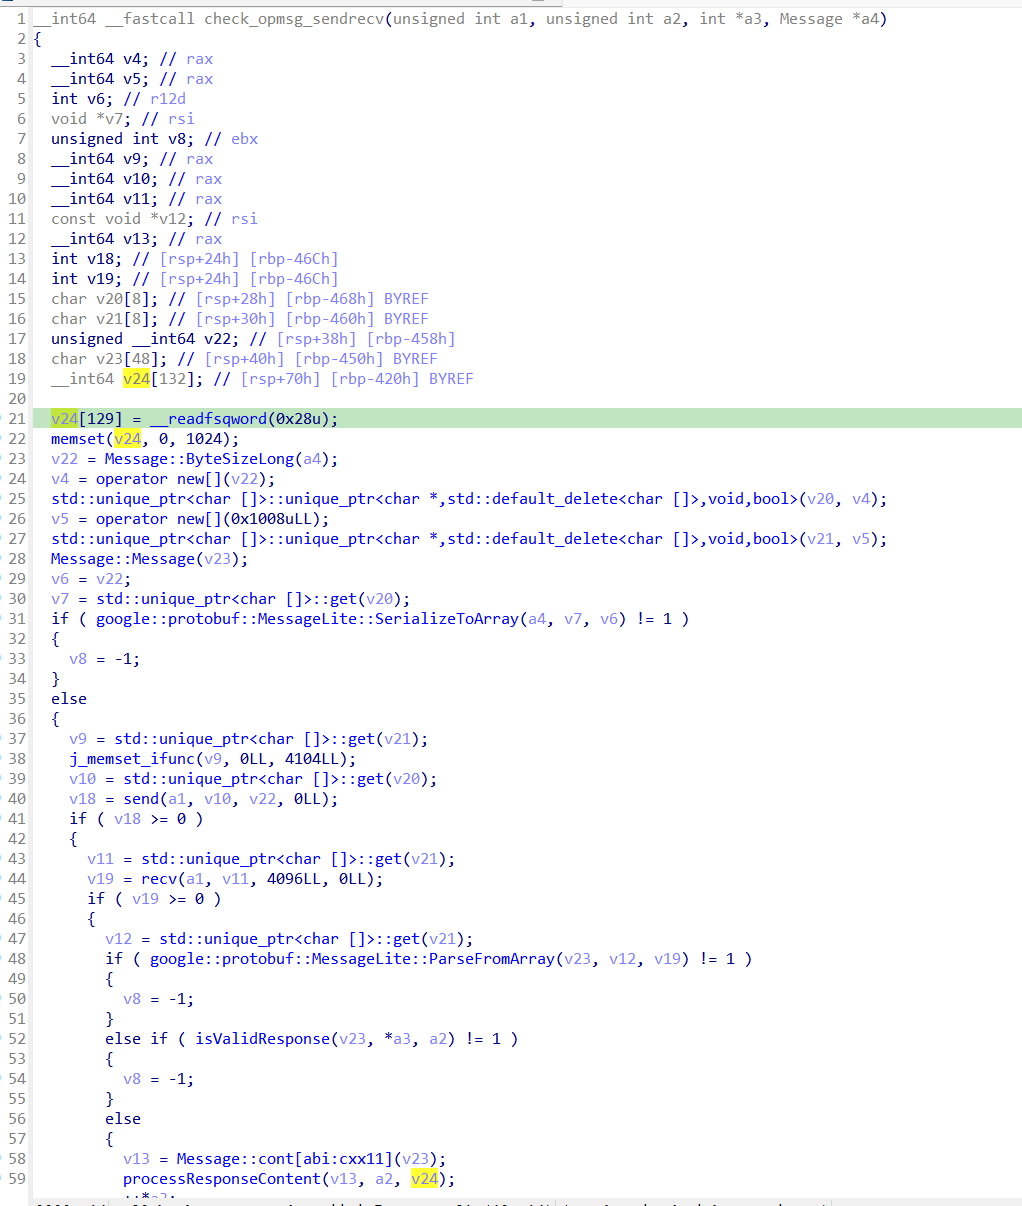 1 __int64 __fastcall check_opmsg_sendrecv(unsigned int a1, unsigned int a2, int *a3, Message *a4)
2 {
3 __int64 v4; // rax
4 __int64 v5; // rax
5 int v6; // r12d
6 void *v7; // rsi
7 unsigned int v8; // ebx
8 __int64 v9; // rax
9 __int64 v10; // rax
10 __int64 v11; // rax
11 const void *v12; // rsi
12 __int64 v13; // rax
13 int v18; // [rsp+24h] [rbp-46Ch]
14 int v19; // [rsp+24h] [rbp-46Ch]
15 char v20[8]; // [rsp+28h] [rbp-468h] BYREF
16 char v21[8]; // [rsp+30h] [rbp-460h] BYREF
17 unsigned __int64 v22; // [rsp+38h] [rbp-458h]
18 char v23[48]; // [rsp+40h] [rbp-450h] BYREF
19 __int64 v24[132]; // [rsp+70h] [rbp-420h] BYREF
20
21 v24[129] = __readfsqword(0x28u);
22 memset(v24, 0, 1024);
23 v22 = Message::ByteSizeLong(a4);
24 v4 = operator new[](v22);
25 std::unique_ptr<char []>::unique_ptr<char *,std::default_delete<char []>,void,bool>(v20, v4);
26 v5 = operator new[](0x1008uLL);
27 std::unique_ptr<char []>::unique_ptr<char *,std::default_delete<char []>,void,bool>(v21, v5);
28 Message::Message(v23);
29 v6 = v22;
30 v7 = std::unique_ptr<char []>::get(v20);
31 if ( google::protobuf::MessageLite::SerializeToArray(a4, v7, v6) != 1 )
32 {
33 v8 = -1;
34 }
35 else
36 {
37 v9 = std::unique_ptr<char []>::get(v21);
38 j_memset_ifunc(v9, 0LL, 4104LL);
39 v10 = std::unique_ptr<char []>::get(v20);
40 v18 = send(a1, v10, v22, 0LL);
41 if ( v18 >= 0 )
42 {
43 v11 = std::unique_ptr<char []>::get(v21);
44 v19 = recv(a1, v11, 4096LL, 0LL);
45 if ( v19 >= 0 )
46 {
47 v12 = std::unique_ptr<char []>::get(v21);
48 if ( google::protobuf::MessageLite::ParseFromArray(v23, v12, v19) != 1 )
49 {
50 v8 = -1;
51 }
52 else if ( isValidResponse(v23, *a3, a2) != 1 )
53 {
54 v8 = -1;
55 }
56 else
57 {
58 v13 = Message::cont[abi:cxx11](v23);
59 processResponseContent(v13, a2, v24);